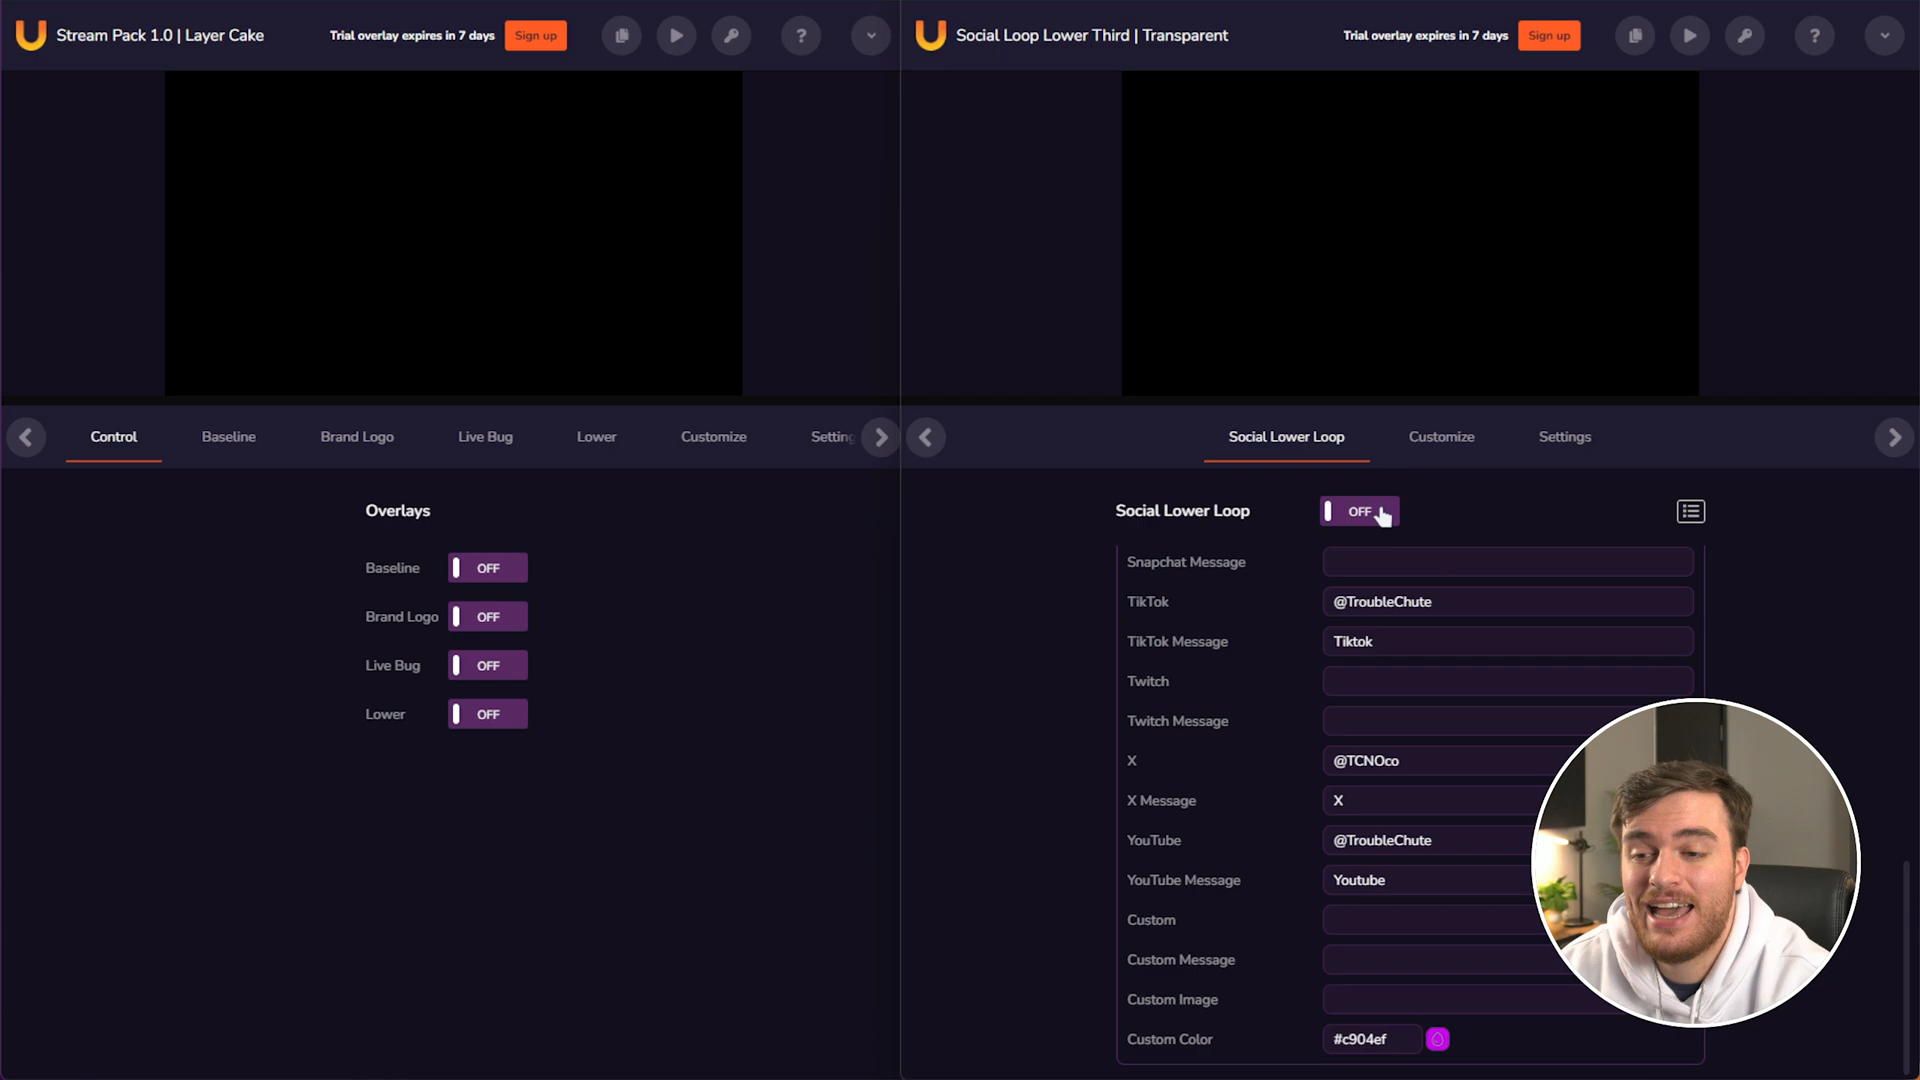 Stream Pack 1.0 | Layer Cake
Trial overlay expires in 7 days
Sign up
?
Social Loop Lower Third | Transparent
Trial overlay expires in 7 days
Sign up
?
Control
Baseline
Brand Logo
Live Bug
Lower
Customize
Setting
Social Lower Loop
Customize
Settings
Overlays
Baseline OFF
Brand Logo OFF
Live Bug OFF
Lower OFF
Social Lower Loop OFF
Snapchat Message
TikTok @TroubleChute
TikTok Message Tiktok
Twitch
Twitch Message
X @TCNOco
X Message X
YouTube @TroubleChute
YouTube Message Youtube
Custom
Custom Message
Custom Image
Custom Color #c904ef